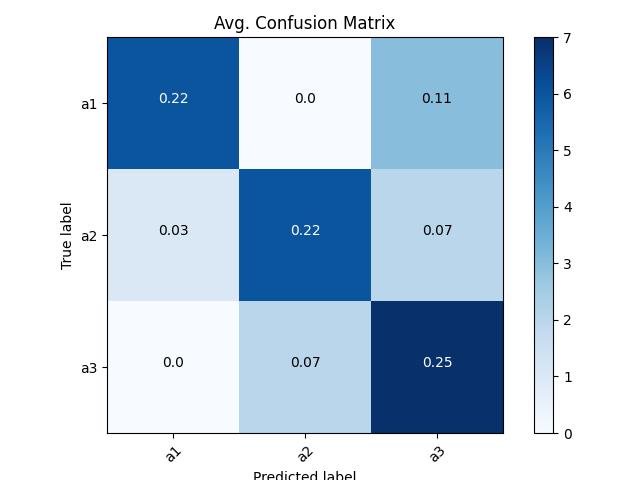 Avg. Confusion Matrix
a1 0.22 0.0 0.11
a2 0.03 0.22 0.07
a3 0.0 0.07 0.25
a1 a2 a3
True label
Predicted label
7
6
5
4
3
2
1
0